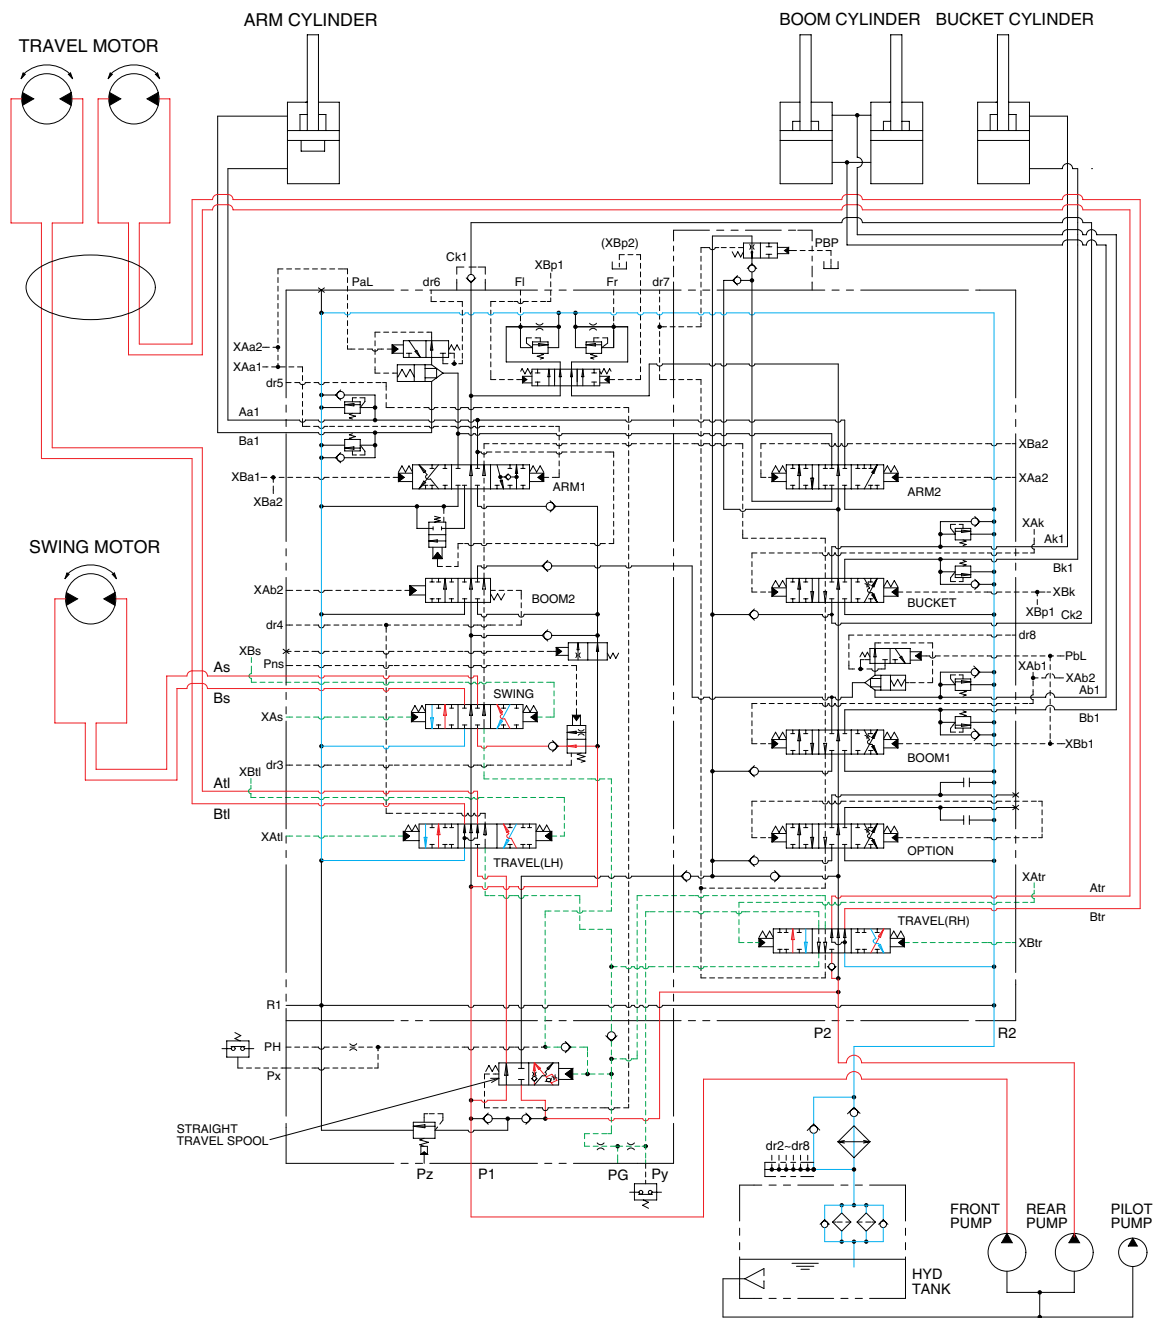 ARM CYLINDER
BOOM CYLINDER
BUCKET CYLINDER
TRAVEL MOTOR
(XBp2)
PBP
Ck1
XBp1
PaL
dr6
Fl
Fr
dr7
XAa2
XAa1
dr5
Aa1
Ba1
XBa2
XBa1
ARM1
XAa2
ARM2
XBa2
XAk
Ak1
SWING MOTOR
Bk1
XAb2
BOOM2
XBk
BUCKET
XBp1
Ck2
dr4
dr8
XBs
PbL
Pns
XAb1
As
XAb2
SWING
Ab1
Bs
XAs
Bb1
XBb1
BOOM1
dr3
XBtl
Atl
Btl
XAtl
OPTION
TRAVEL(LH)
XAtr
Atr
Btr
TRAVEL(RH)
XBtr
R1
P2
R2
PH
Px
STRAIGHT
TRAVEL SPOOL
dr2~dr8
Pz
P1
PG
Py
FRONT
PUMP
REAR
PUMP
PILOT
PUMP
HYD
TANK